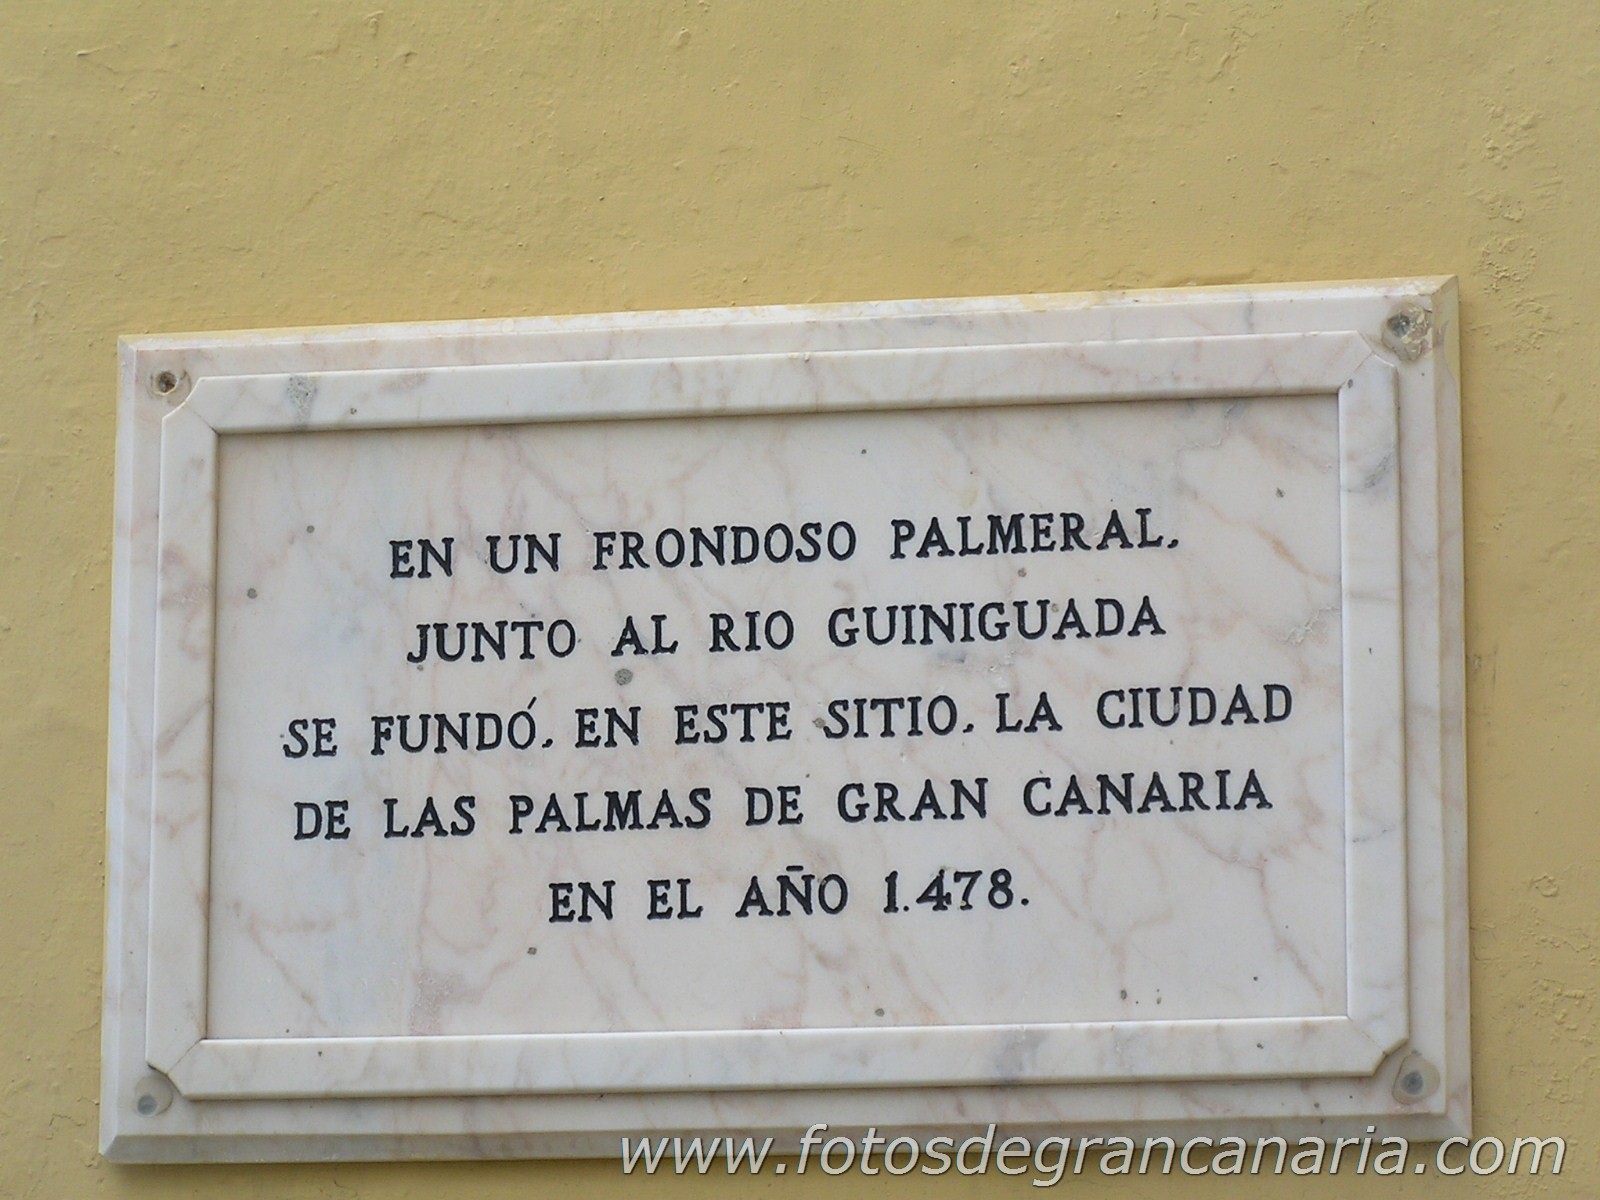 EN UN FRONDOSO PALMERAL,
JUNTO AL RIO GUINIGUADA
SE FUNDÓ, EN ESTE SITIO, LA CIUDAD
DE LAS PALMAS DE GRAN CANARIA
EN EL AÑO 1.478.
www.fotosdegrancanaria.com